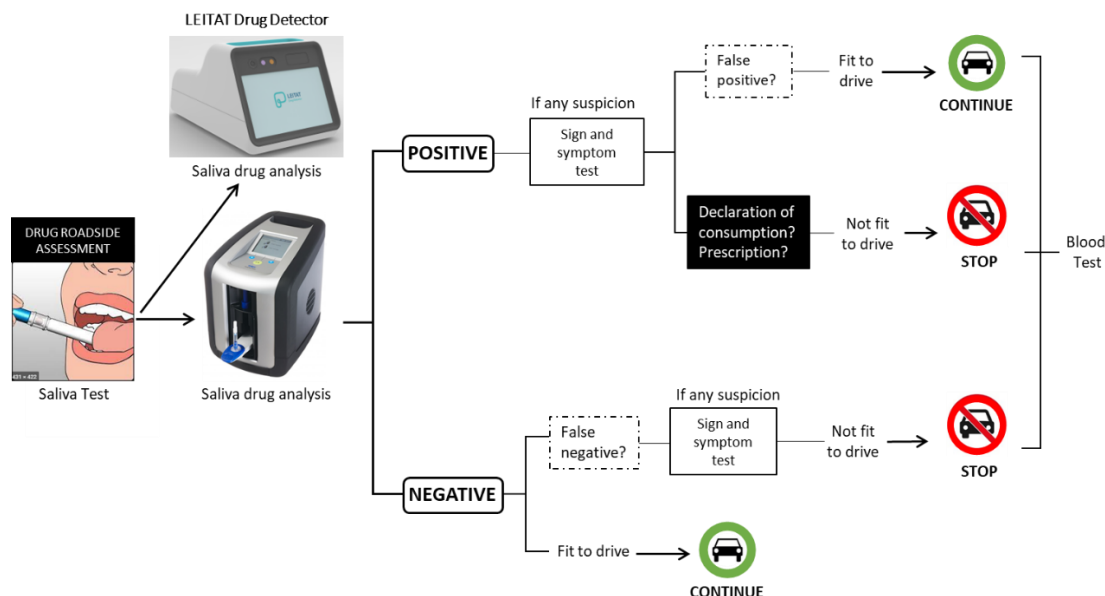 LEITAT Drug Detector
LEITAT
Saliva drug analysis
DRUG ROADSIDE
ASSESSMENT
431 × 422
Saliva Test
Saliva drug analysis
POSITIVE
If any suspicion
Sign and
symptom
test
False
positive?
Fit to
drive
CONTINUE
Declaration of
consumption?
Prescription?
Not fit
to drive
STOP
Blood
Test
NEGATIVE
False
negative?
If any suspicion
Sign and
symptom
test
Not fit
to drive
STOP
Fit to drive
CONTINUE